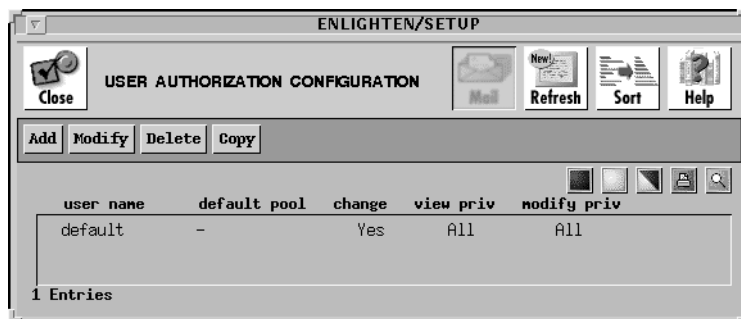 ENLIGHTEN/SETUP
Close
USER AUTHORIZATION CONFIGURATION
Mail
New!
Refresh
Sort
Help
Add Modify Delete Copy
user name default pool change view priv modify priv
default – Yes All All
1 Entries